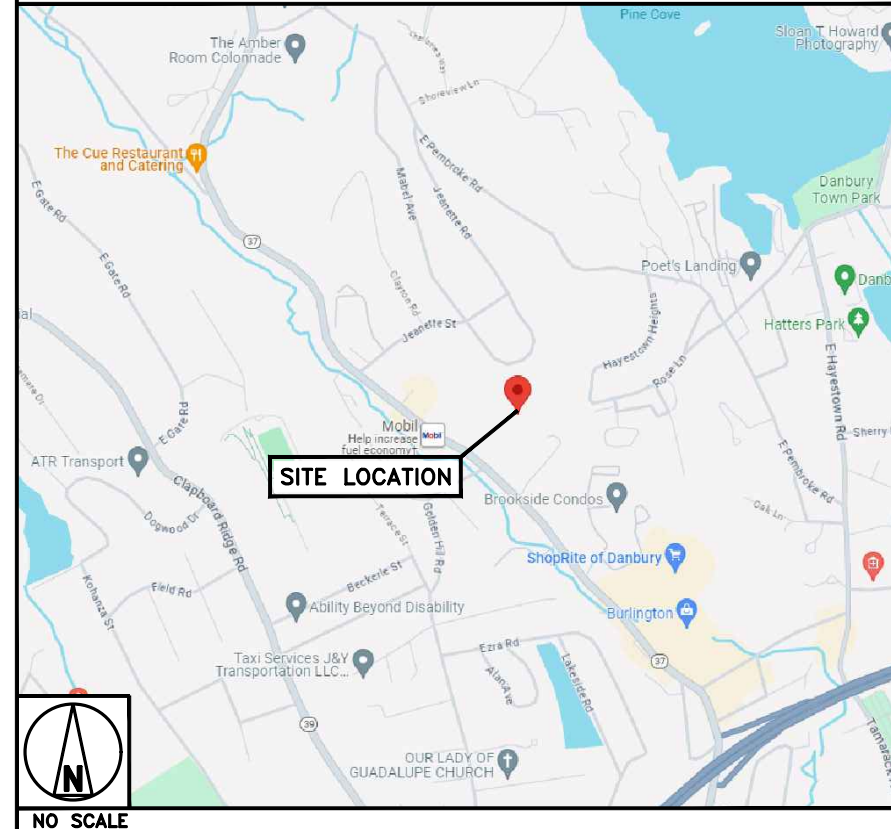 Pine Cove
Sloan T Howard
Photography
The Amber
Room Colonnade
Shoreview Ln
The Cue Restaurant
and Catering
E Pembroke Rd
Mabel Ave
Jeanette Rd
Danbury
Town Park
E Gate Rd
37
E Gate Rd
Poet's Landing
Danb
Clayton Rd
Hayestown Heights
Hatters Park
ial
Jeanette St
Rose Ln
E Hayestown Rd
Mobil
Help increase
fuel economy†
Mobil
E Gate Rd
Sherry
ATR Transport
SITE LOCATION
E Pembroke Rd
Clapboard Ridge Rd
Brookside Condos
Golden Hill Rd
Terrace St
Dogwood Dr
Oak Ln
ShopRite of Danbury
Beckerle St
Field Rd
Kohanza St
Ability Beyond Disability
Burlington
Ezra Rd
Taxi Services J&Y
Transportation LLC...
Alan Ave
Lakeside Rd
37
39
Tamarack
OUR LADY OF
GUADALUPE CHURCH
N
NO SCALE